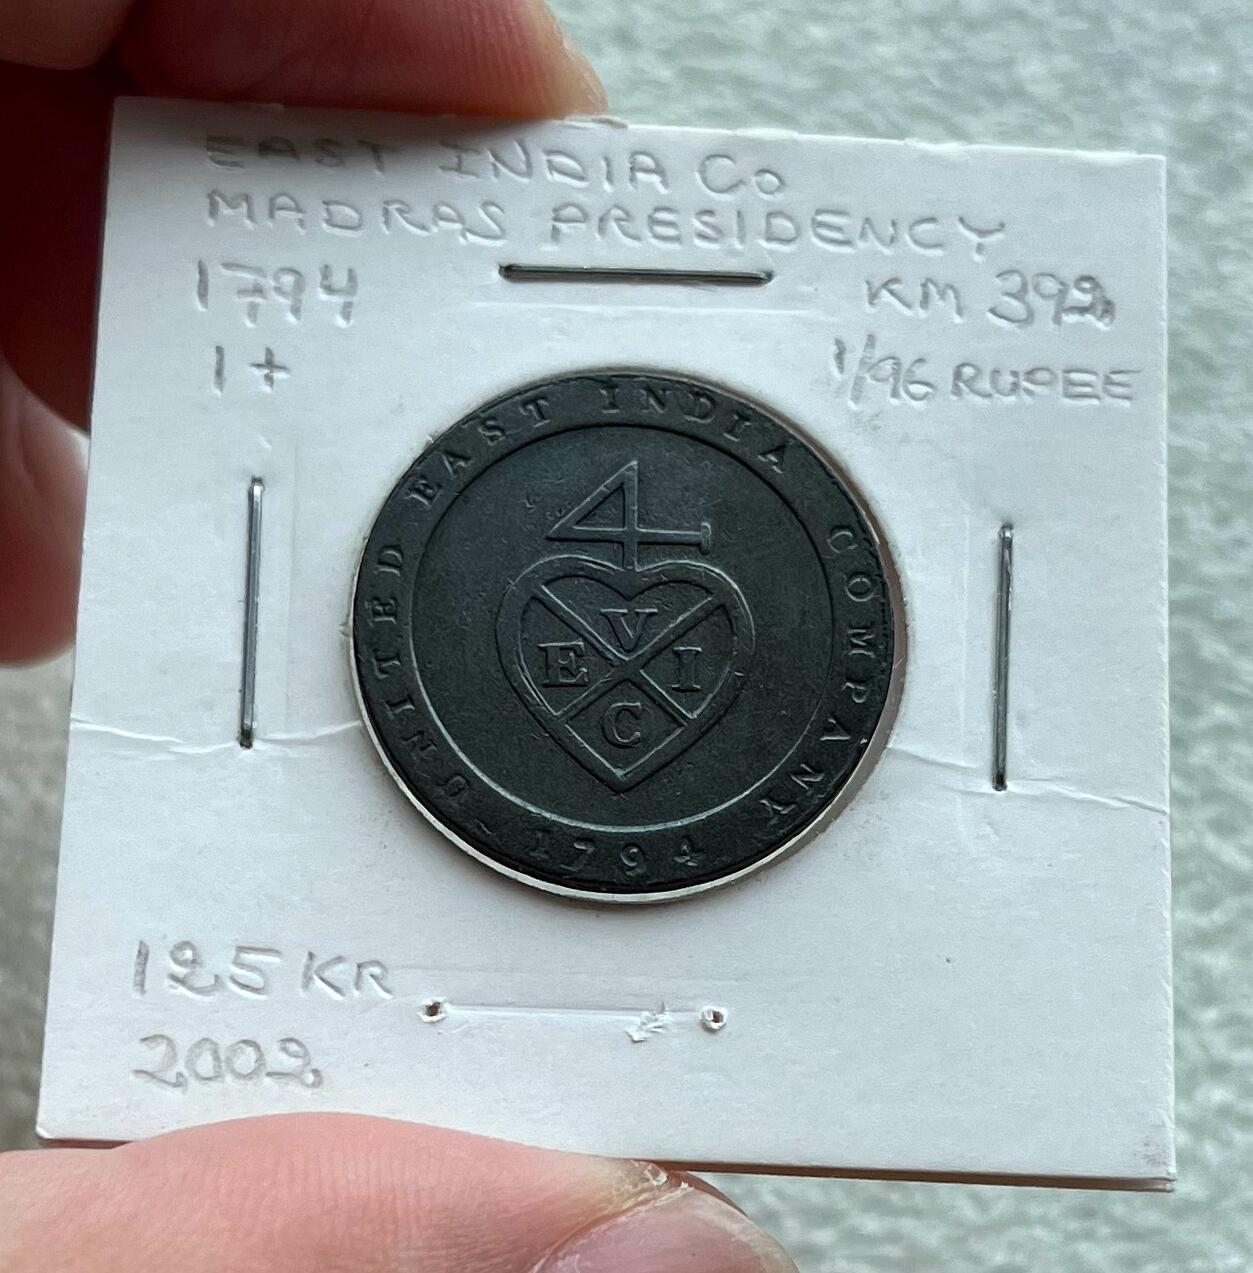 EAST INDIA Co
MADRAS PRESIDENCY
1794
KM 392
1+
1/96 RUPEE
UNITED EAST INDIA COMPANY
1794
4
V
E I
C
125 KR
2002